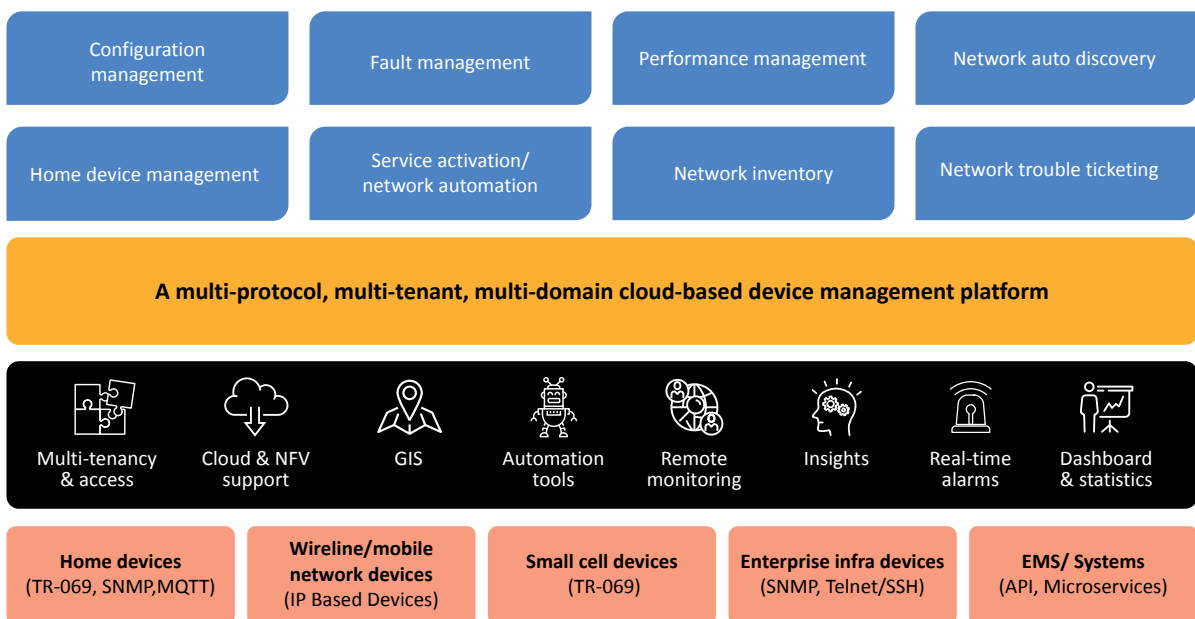 Configuration
management
Fault management
Performance management
Network auto discovery
Home device management
Service activation/
network automation
Network inventory
Network trouble ticketing
A multi-protocol, multi-tenant, multi-domain cloud-based device management platform
Multi-tenancy
& access
Cloud & NFV
support
GIS
Automation
tools
Remote
monitoring
Insights
Real-time
alarms
Dashboard
& statistics
Home devices
(TR-069, SNMP,MQTT)
Wireline/mobile
network devices
(IP Based Devices)
Small cell devices
(TR-069)
Enterprise infra devices
(SNMP, Telnet/SSH)
EMS/ Systems
(API, Microservices)